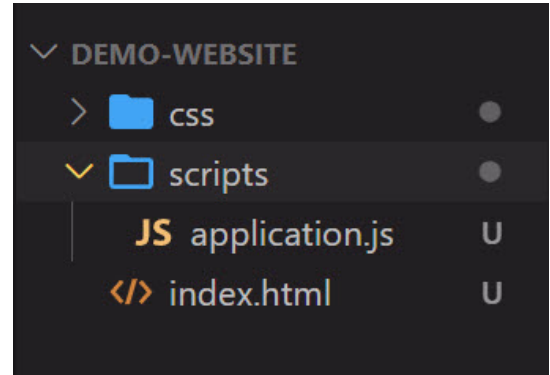 DEMO-WEBSITE
css
scripts
JS application.js U
</> index.html U